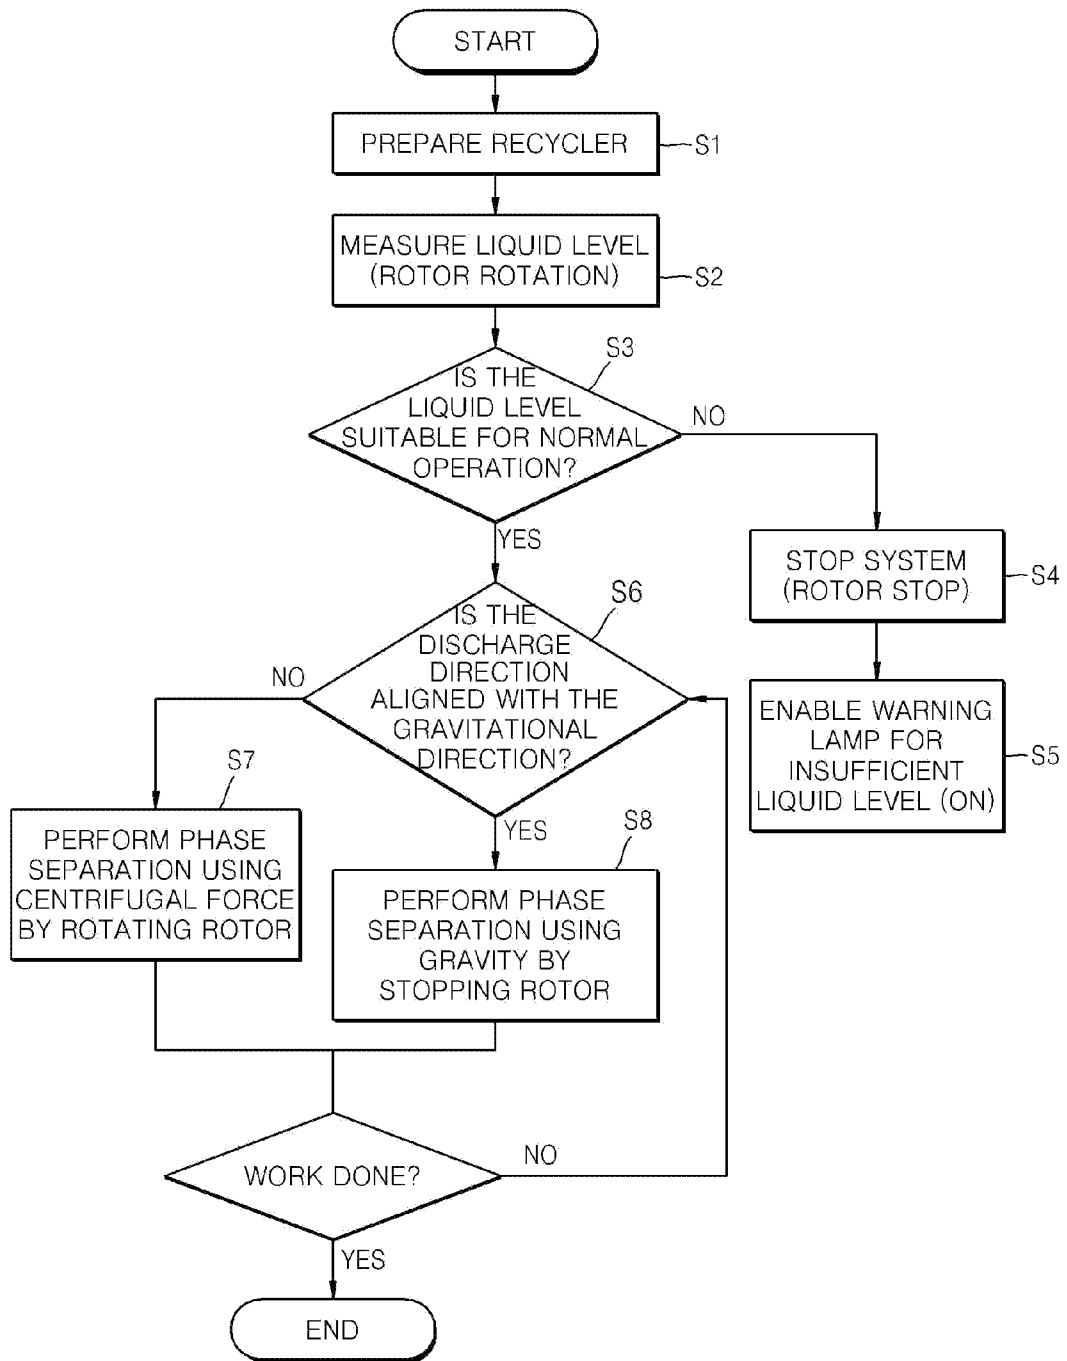 START
PREPARE RECYCLER
S1
MEASURE LIQUID LEVEL
(ROTOR ROTATION)
S2
S3
IS THE
LIQUID LEVEL
SUITABLE FOR NORMAL
OPERATION?
NO
YES
STOP SYSTEM
(ROTOR STOP)
S4
S6
IS THE
DISCHARGE
DIRECTION
ALIGNED WITH THE
GRAVITATIONAL
DIRECTION?
NO
YES
ENABLE WARNING
LAMP FOR
INSUFFICIENT
LIQUID LEVEL (ON)
S5
S7
PERFORM PHASE
SEPARATION USING
CENTRIFUGAL FORCE
BY ROTATING ROTOR
S8
PERFORM PHASE
SEPARATION USING
GRAVITY BY
STOPPING ROTOR
WORK DONE?
NO
YES
END